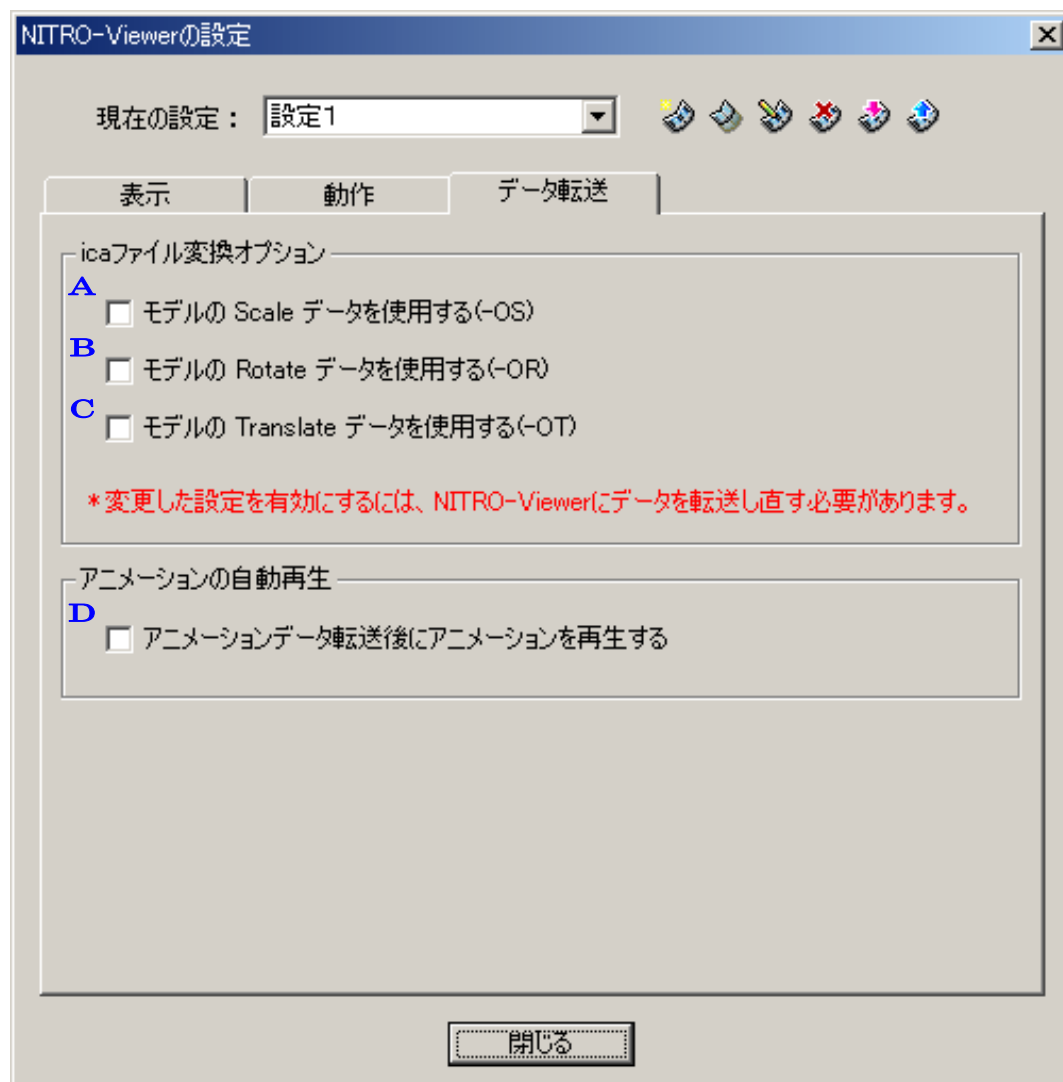 NITRO-Viewerの設定
現在の設定： 設定1
表示 動作 データ転送
icaファイル変換オプション
A
モデルの Scale データを使用する(-OS)
B
モデルの Rotate データを使用する(-OR)
C
モデルの Translate データを使用する(-OT)
*変更した設定を有効にするには、NITRO-Viewerにデータを転送し直す必要があります。
アニメーションの自動再生
D
アニメーションデータ転送後にアニメーションを再生する
閉じる